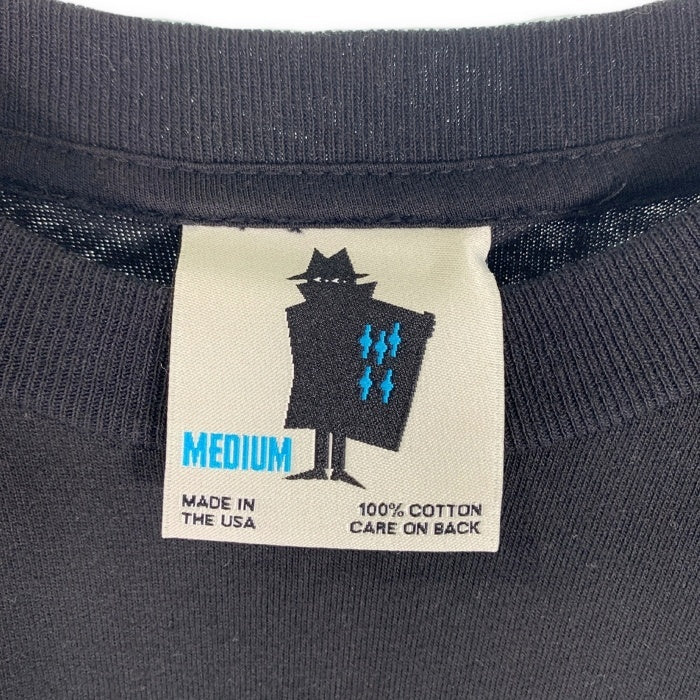 MEDIUM
MADE IN
THE USA
100% COTTON
CARE ON BACK